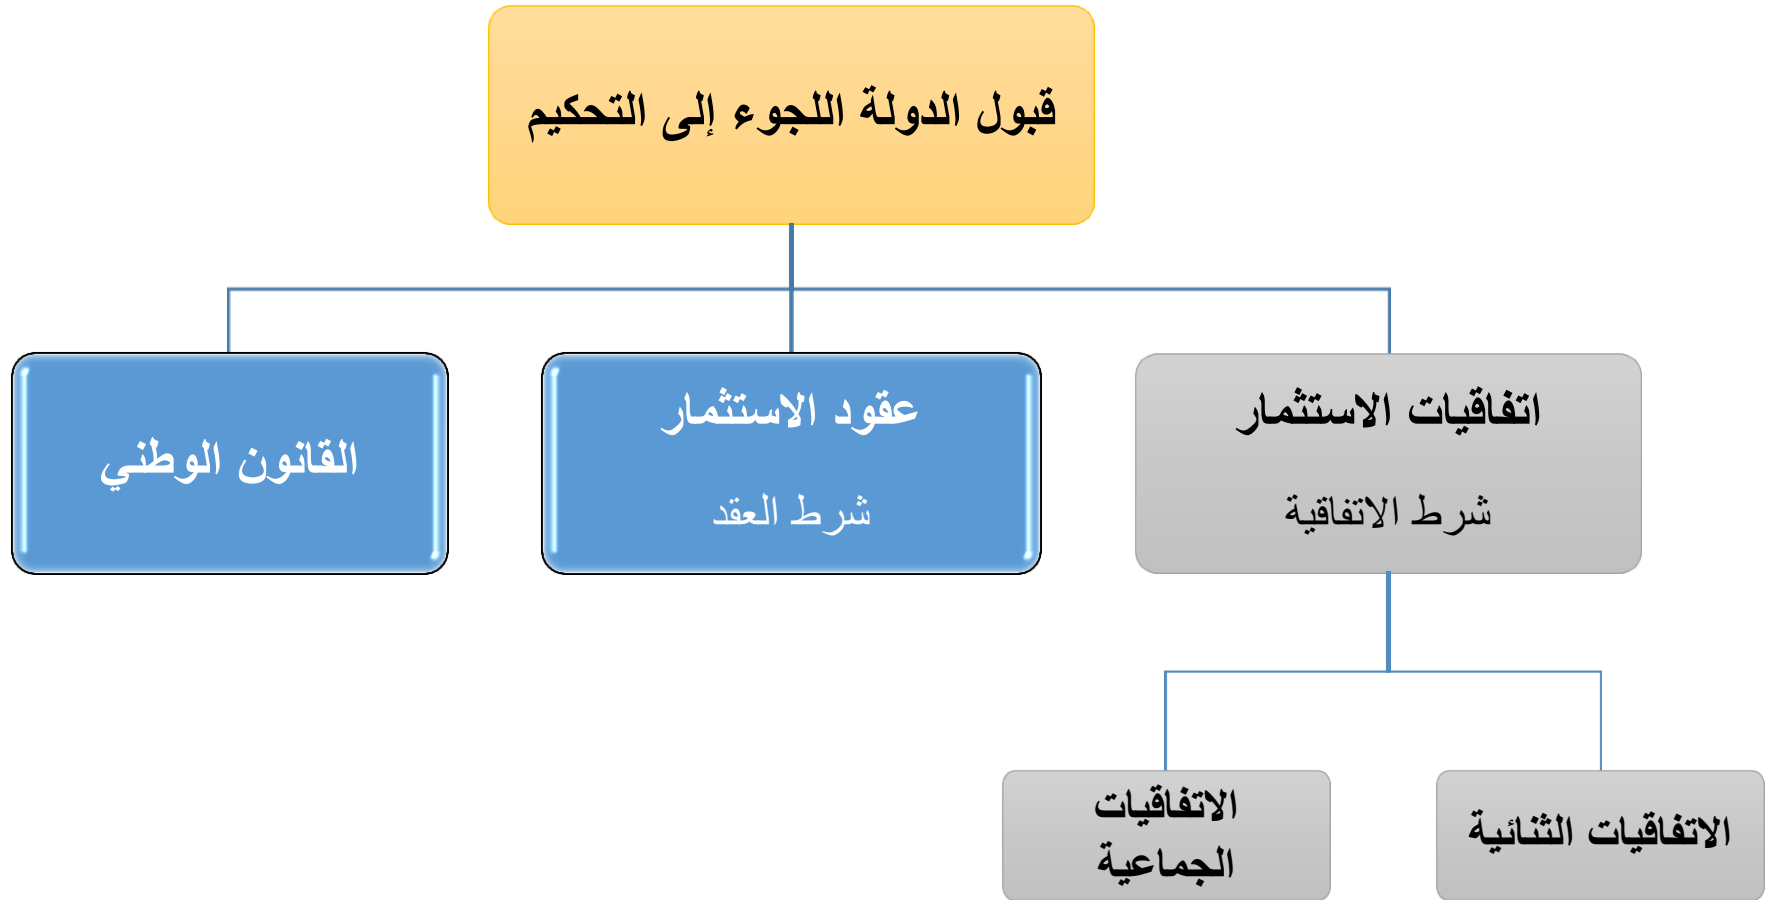 قبول الدولة اللجوء إلى التحكيم
اتفاقيات الاستثمار
شرط الاتفاقية
عقود الاستثمار
شرط العقد
القانون الوطني
الاتفاقيات الثنائية
الاتفاقيات
الجماعية